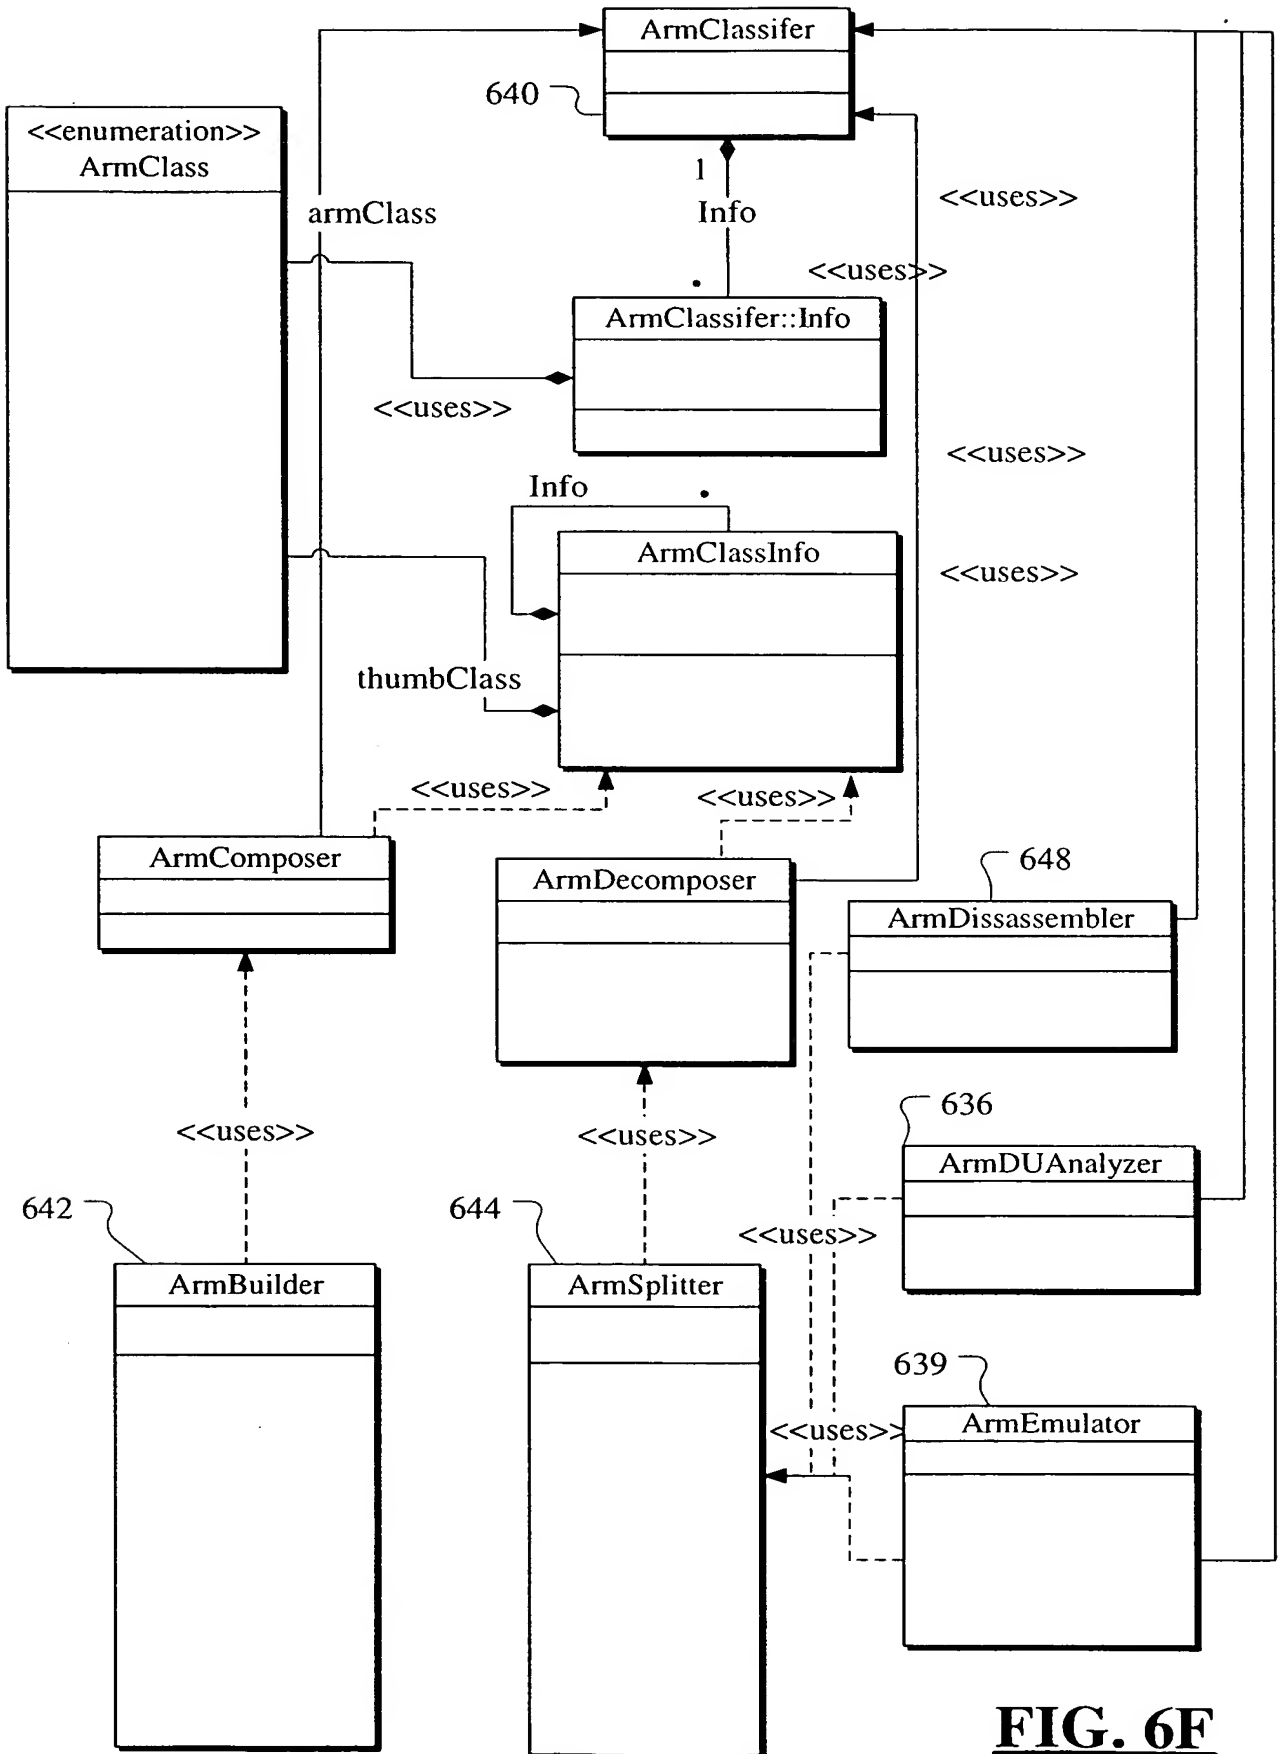 ArmClassifer
640
<<enumeration>>
ArmClass
1
Info
armClass
<<uses>>
<<uses>>
ArmClassifer::Info
<<uses>>
<<uses>>
Info
ArmClassInfo
<<uses>>
thumbClass
<<uses>>
<<uses>>
ArmComposer
ArmDecomposer
648
ArmDissassembler
<<uses>>
<<uses>>
636
ArmDUAnalyzer
642
644
<<uses>>
ArmBuilder
ArmSplitter
639
ArmEmulator
<<uses>>
FIG. 6F